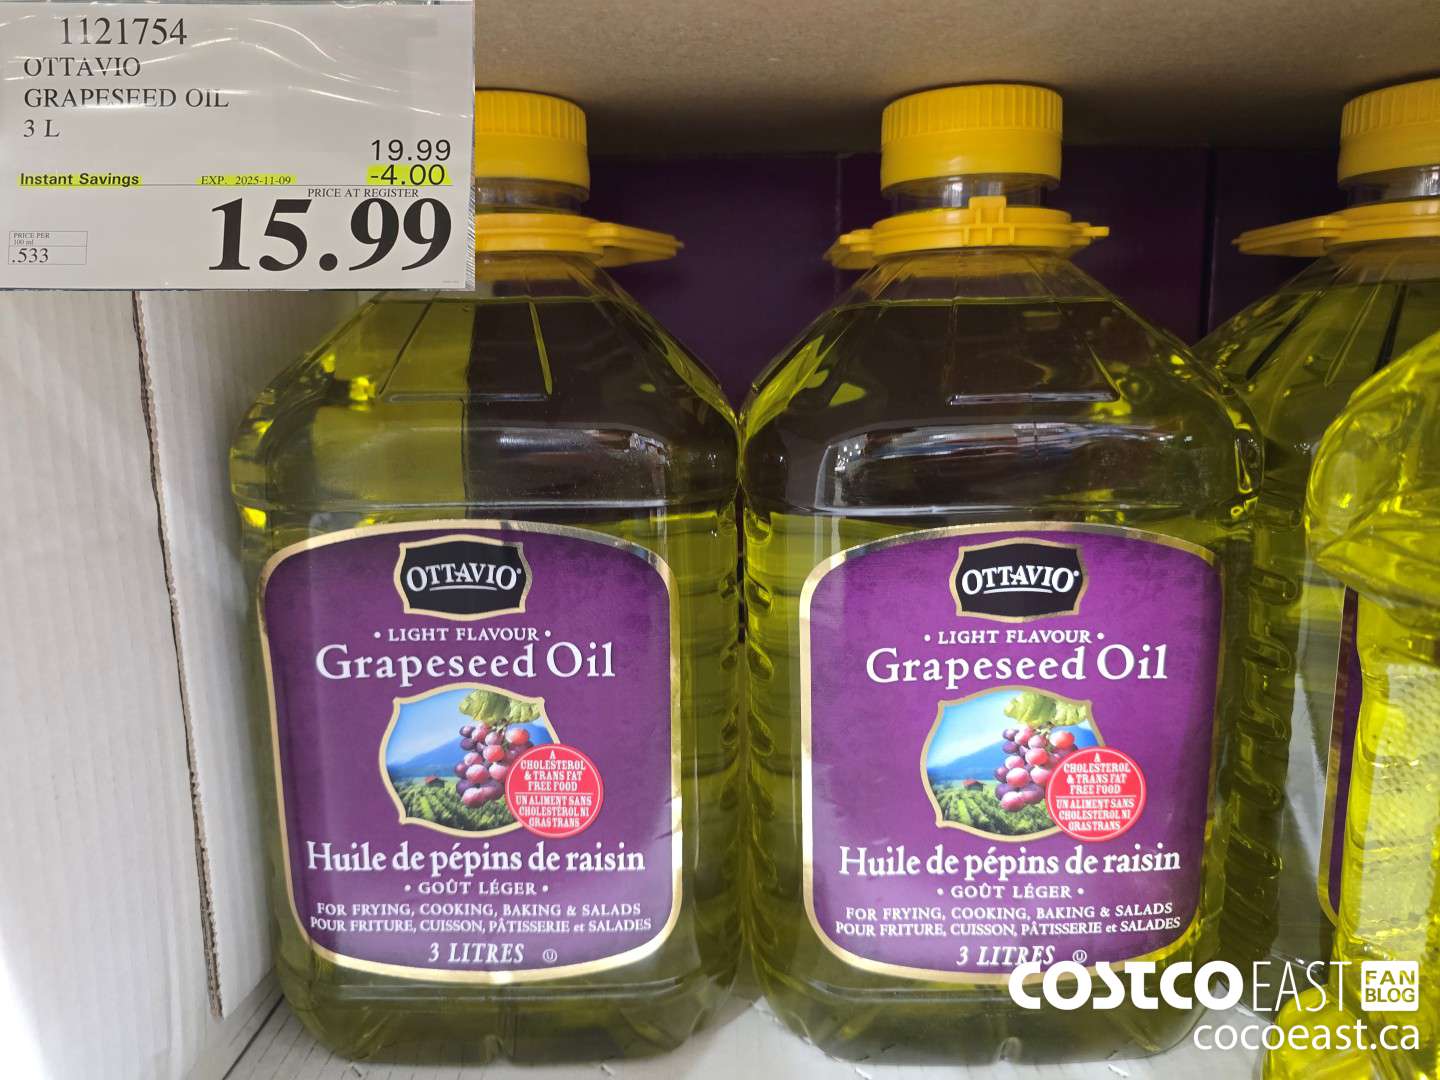 1121754
OTTAVIO
GRAPESEED OIL
3 L
19.99
Instant Savings EXP. 2025-11-09 -4.00
PRICE AT REGISTER
15.99
PRICE PER
100 ml
.533
OTTAVIO
• LIGHT FLAVOUR •
Grapeseed Oil
A
CHOLESTEROL
& TRANS FAT
FREE FOOD
UN ALIMENT SANS
CHOLESTÉROL NI
GRAS TRANS
Huile de pépins de raisin
• GOÛT LÉGER •
FOR FRYING, COOKING, BAKING & SALADS
POUR FRITURE, CUISSON, PÂTISSERIE et SALADES
3 LITRES
OTTAVIO
• LIGHT FLAVOUR •
Grapeseed Oil
A
CHOLESTEROL
& TRANS FAT
FREE FOOD
UN ALIMENT SANS
CHOLESTÉROL NI
GRAS TRANS
Huile de pépins de raisin
• GOÛT LÉGER •
FOR FRYING, COOKING, BAKING & SALADS
POUR FRITURE, CUISSON, PÂTISSERIE et SALADES
3 LITRES
COSTCO EAST FAN BLOG
cocoeast.ca